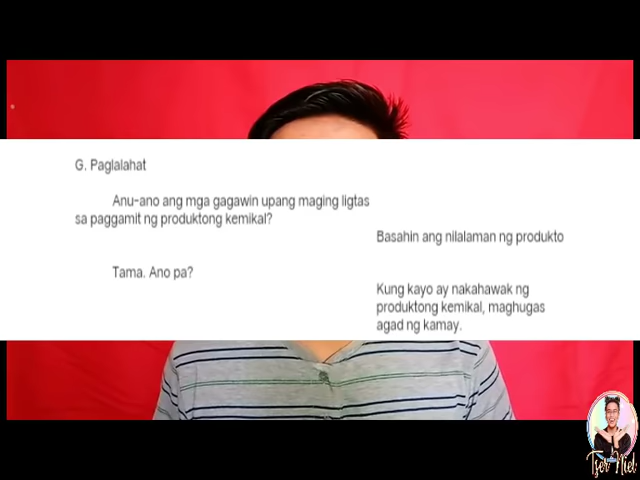 G. Paglalahat
Anu-ano ang mga gagawin upang maging ligtas
sa paggamit ng produktong kemikal?
Basahin ang nilalaman ng produkto
Tama. Ano pa?
Kung kayo ay nakahawak ng
produktong kemikal, maghugas
agad ng kamay.
Tser Niel